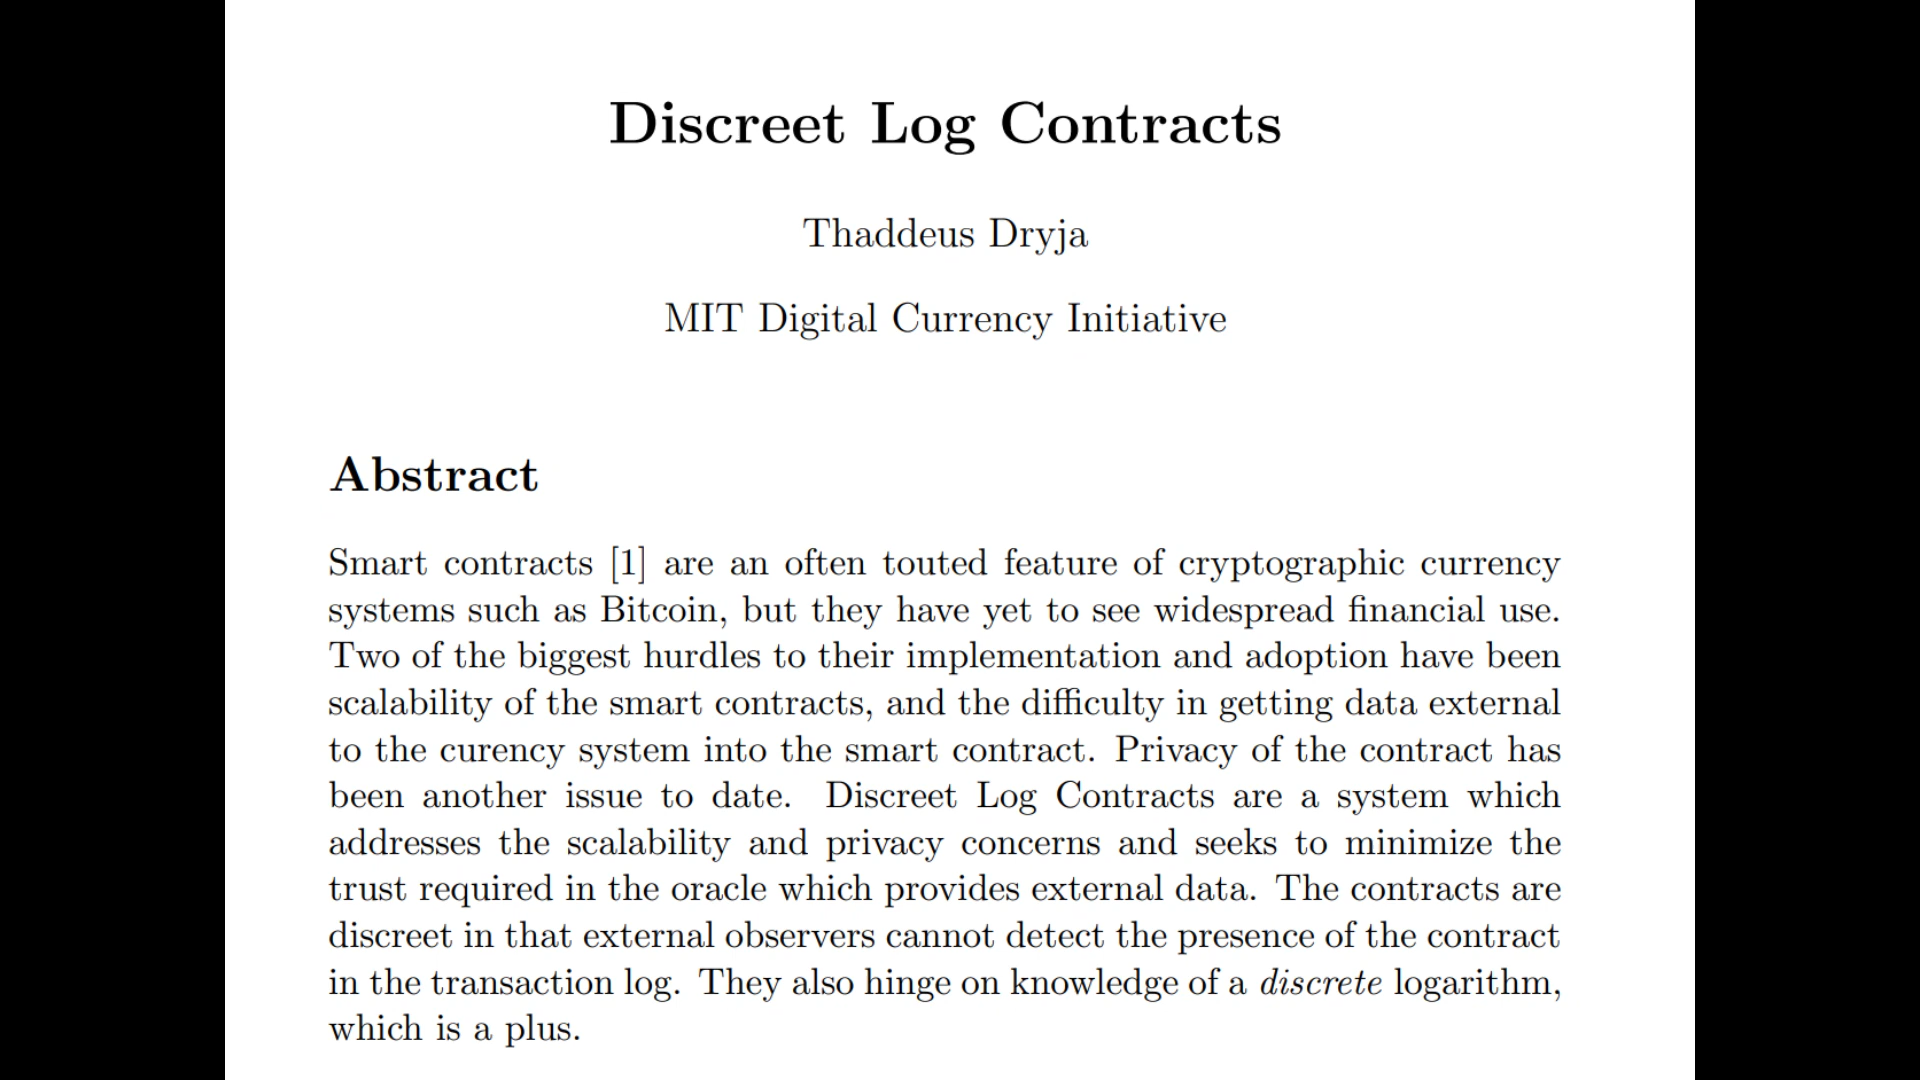 Discreet Log Contracts
Thaddeus Dryja
MIT Digital Currency Initiative
Abstract
Smart contracts [1] are an often touted feature of cryptographic currency
systems such as Bitcoin, but they have yet to see widespread financial use.
Two of the biggest hurdles to their implementation and adoption have been
scalability of the smart contracts, and the difficulty in getting data external
to the curency system into the smart contract. Privacy of the contract has
been another issue to date. Discreet Log Contracts are a system which
addresses the scalability and privacy concerns and seeks to minimize the
trust required in the oracle which provides external data. The contracts are
discreet in that external observers cannot detect the presence of the contract
in the transaction log. They also hinge on knowledge of a discrete logarithm,
which is a plus.